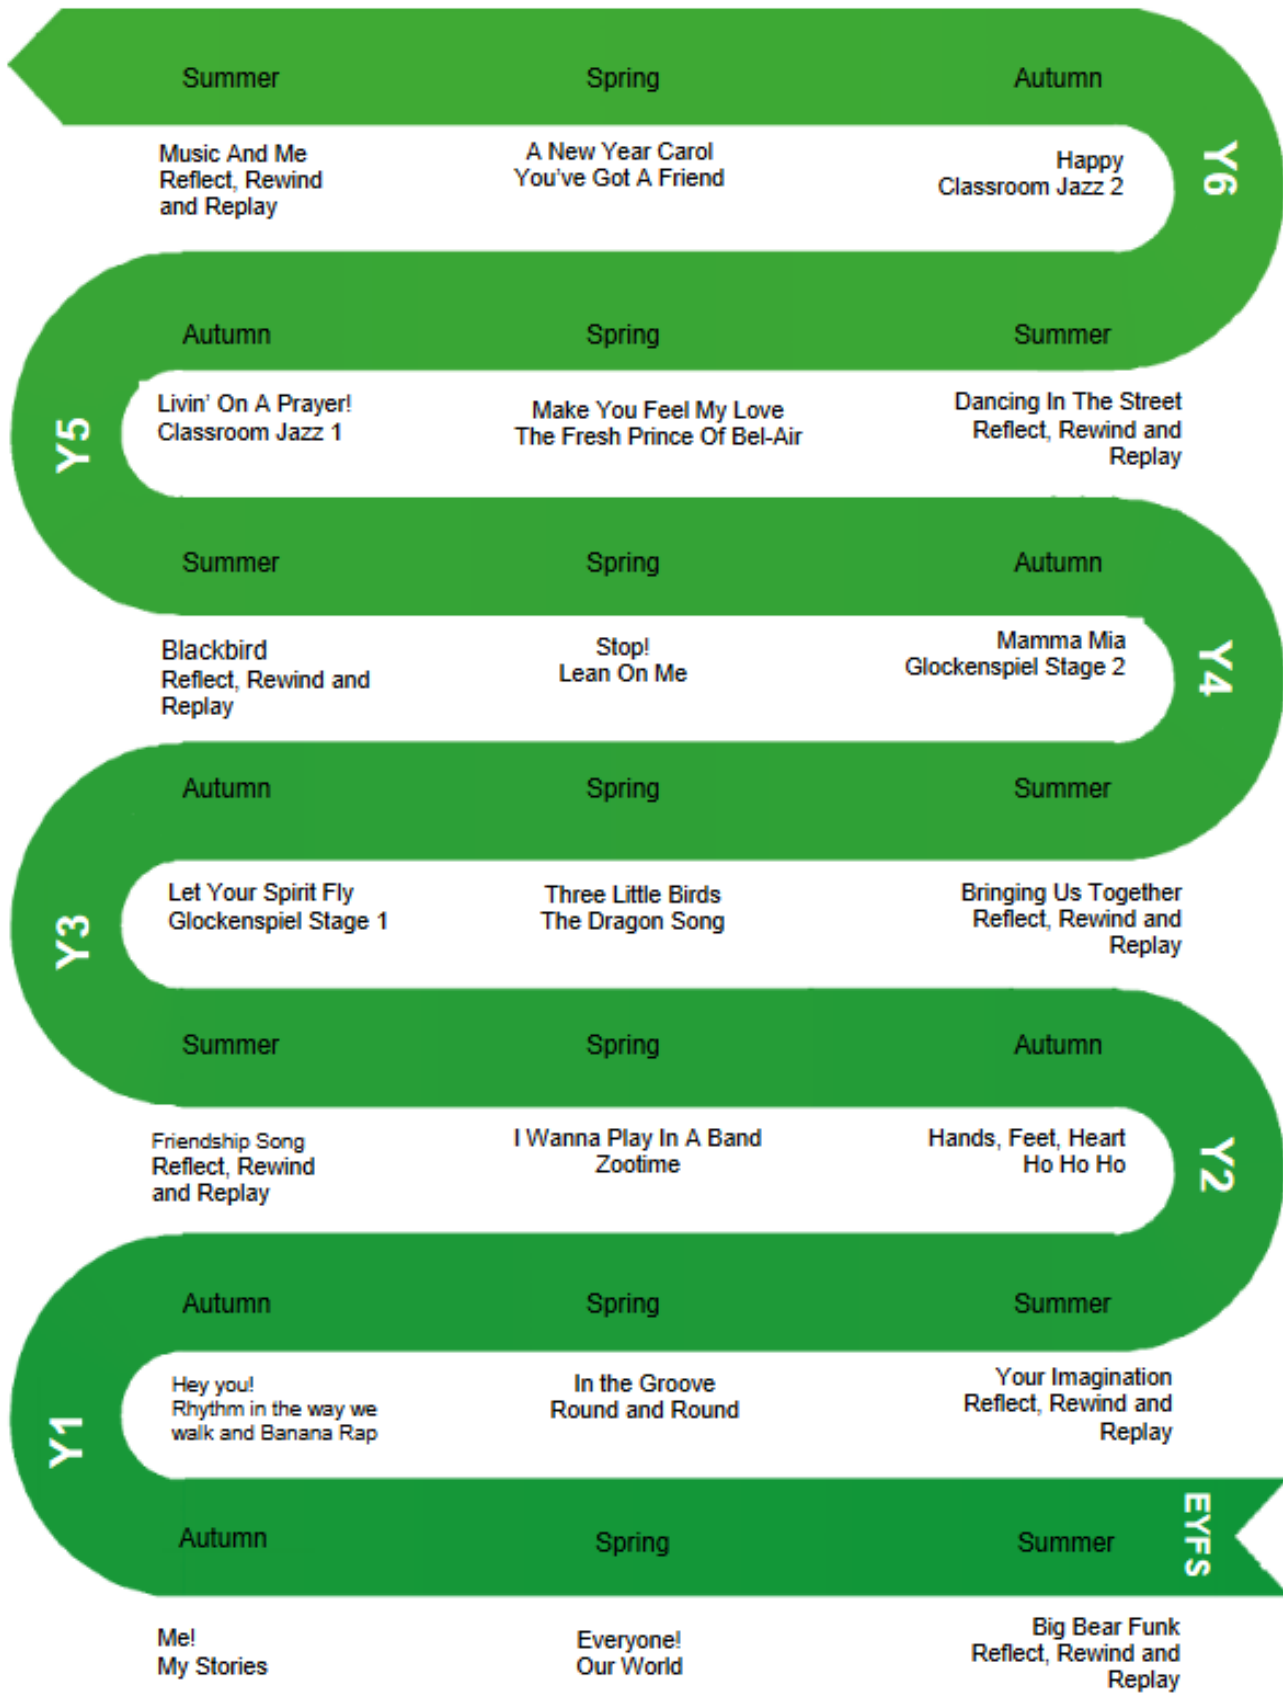 Summer
Spring
Autumn
Music And Me
Reflect, Rewind
and Replay
A New Year Carol
You've Got A Friend
Happy
Classroom Jazz 2
Y6
Autumn
Spring
Summer
Y5
Livin' On A Prayer!
Classroom Jazz 1
Make You Feel My Love
The Fresh Prince Of Bel-Air
Dancing In The Street
Reflect, Rewind and
Replay
Summer
Spring
Autumn
Blackbird
Reflect, Rewind and
Replay
Stop!
Lean On Me
Mamma Mia
Glockenspiel Stage 2
Y4
Autumn
Spring
Summer
Y3
Let Your Spirit Fly
Glockenspiel Stage 1
Three Little Birds
The Dragon Song
Bringing Us Together
Reflect, Rewind and
Replay
Summer
Spring
Autumn
Friendship Song
Reflect, Rewind
and Replay
I Wanna Play In A Band
Zootime
Hands, Feet, Heart
Ho Ho Ho
Y2
Autumn
Spring
Summer
Y1
Hey you!
Rhythm in the way we
walk and Banana Rap
In the Groove
Round and Round
Your Imagination
Reflect, Rewind and
Replay
Autumn
Spring
Summer
EYFS
Me!
My Stories
Everyone!
Our World
Big Bear Funk
Reflect, Rewind and
Replay